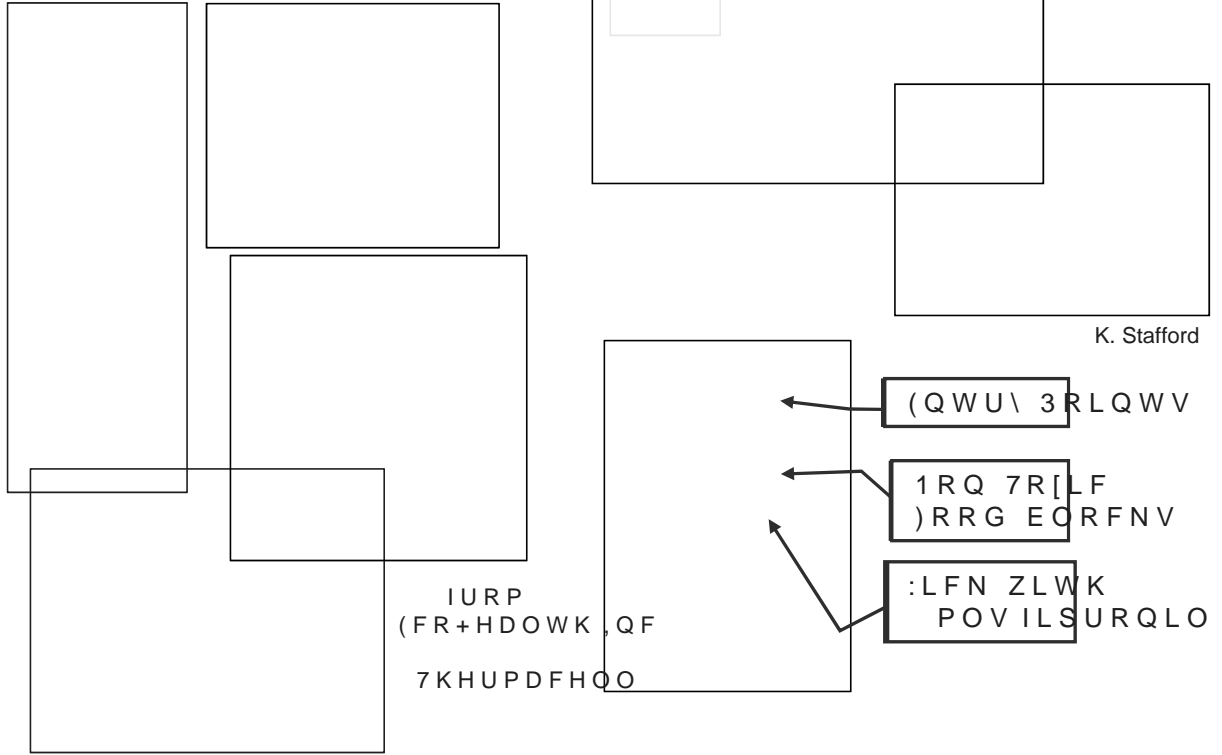 K. Stafford
(QWU\ 3RLQWV
1RQ 7R[LF
)RRG EORFNV
:LFN ZLWK
POV ILSURQLO
IURP
(FR+HDOWK ,QF
7KHUPDFHOO